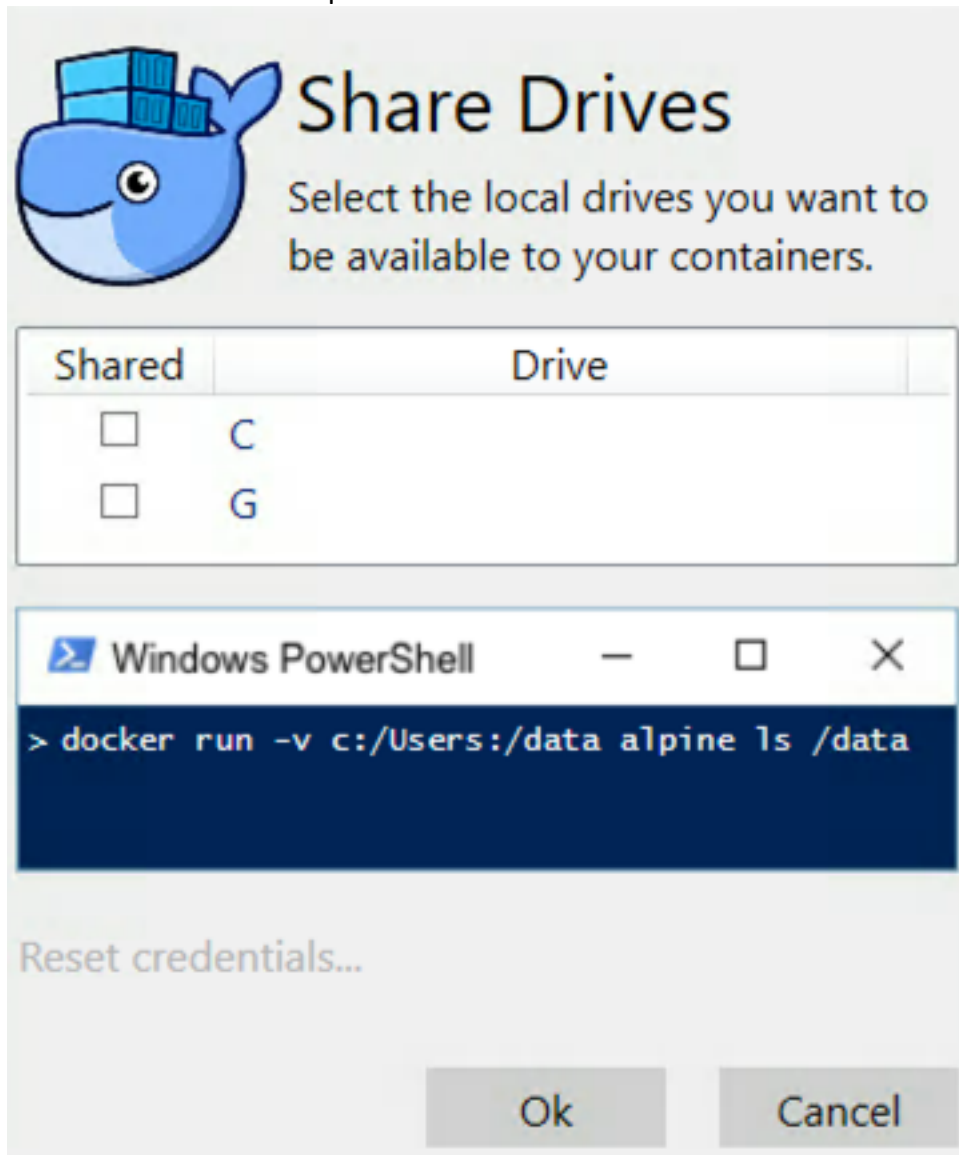 Share Drives
Select the local drives you want to
be available to your containers.
Shared Drive
C
G
Windows PowerShell
> docker run -v c:/Users:/data alpine ls /data
Reset credentials...
Ok Cancel